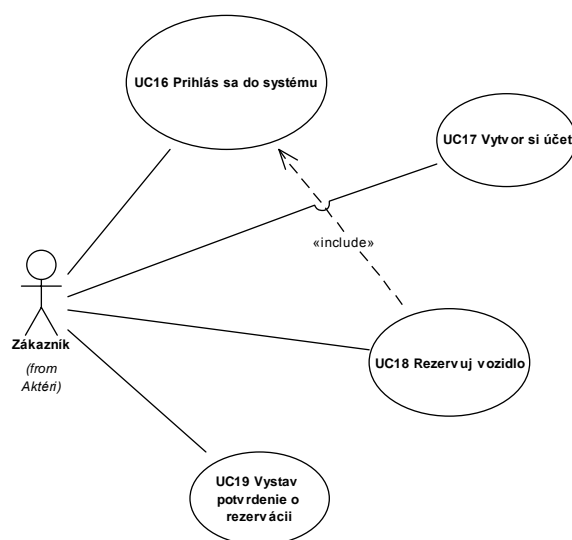 UC16 Prihlás sa do systému
UC17 Vytvor si účet
«include»
Zákazník
(from
Aktéri)
UC18 Rezervuj vozidlo
UC19 Vystav
potvrdenie o
rezervácii